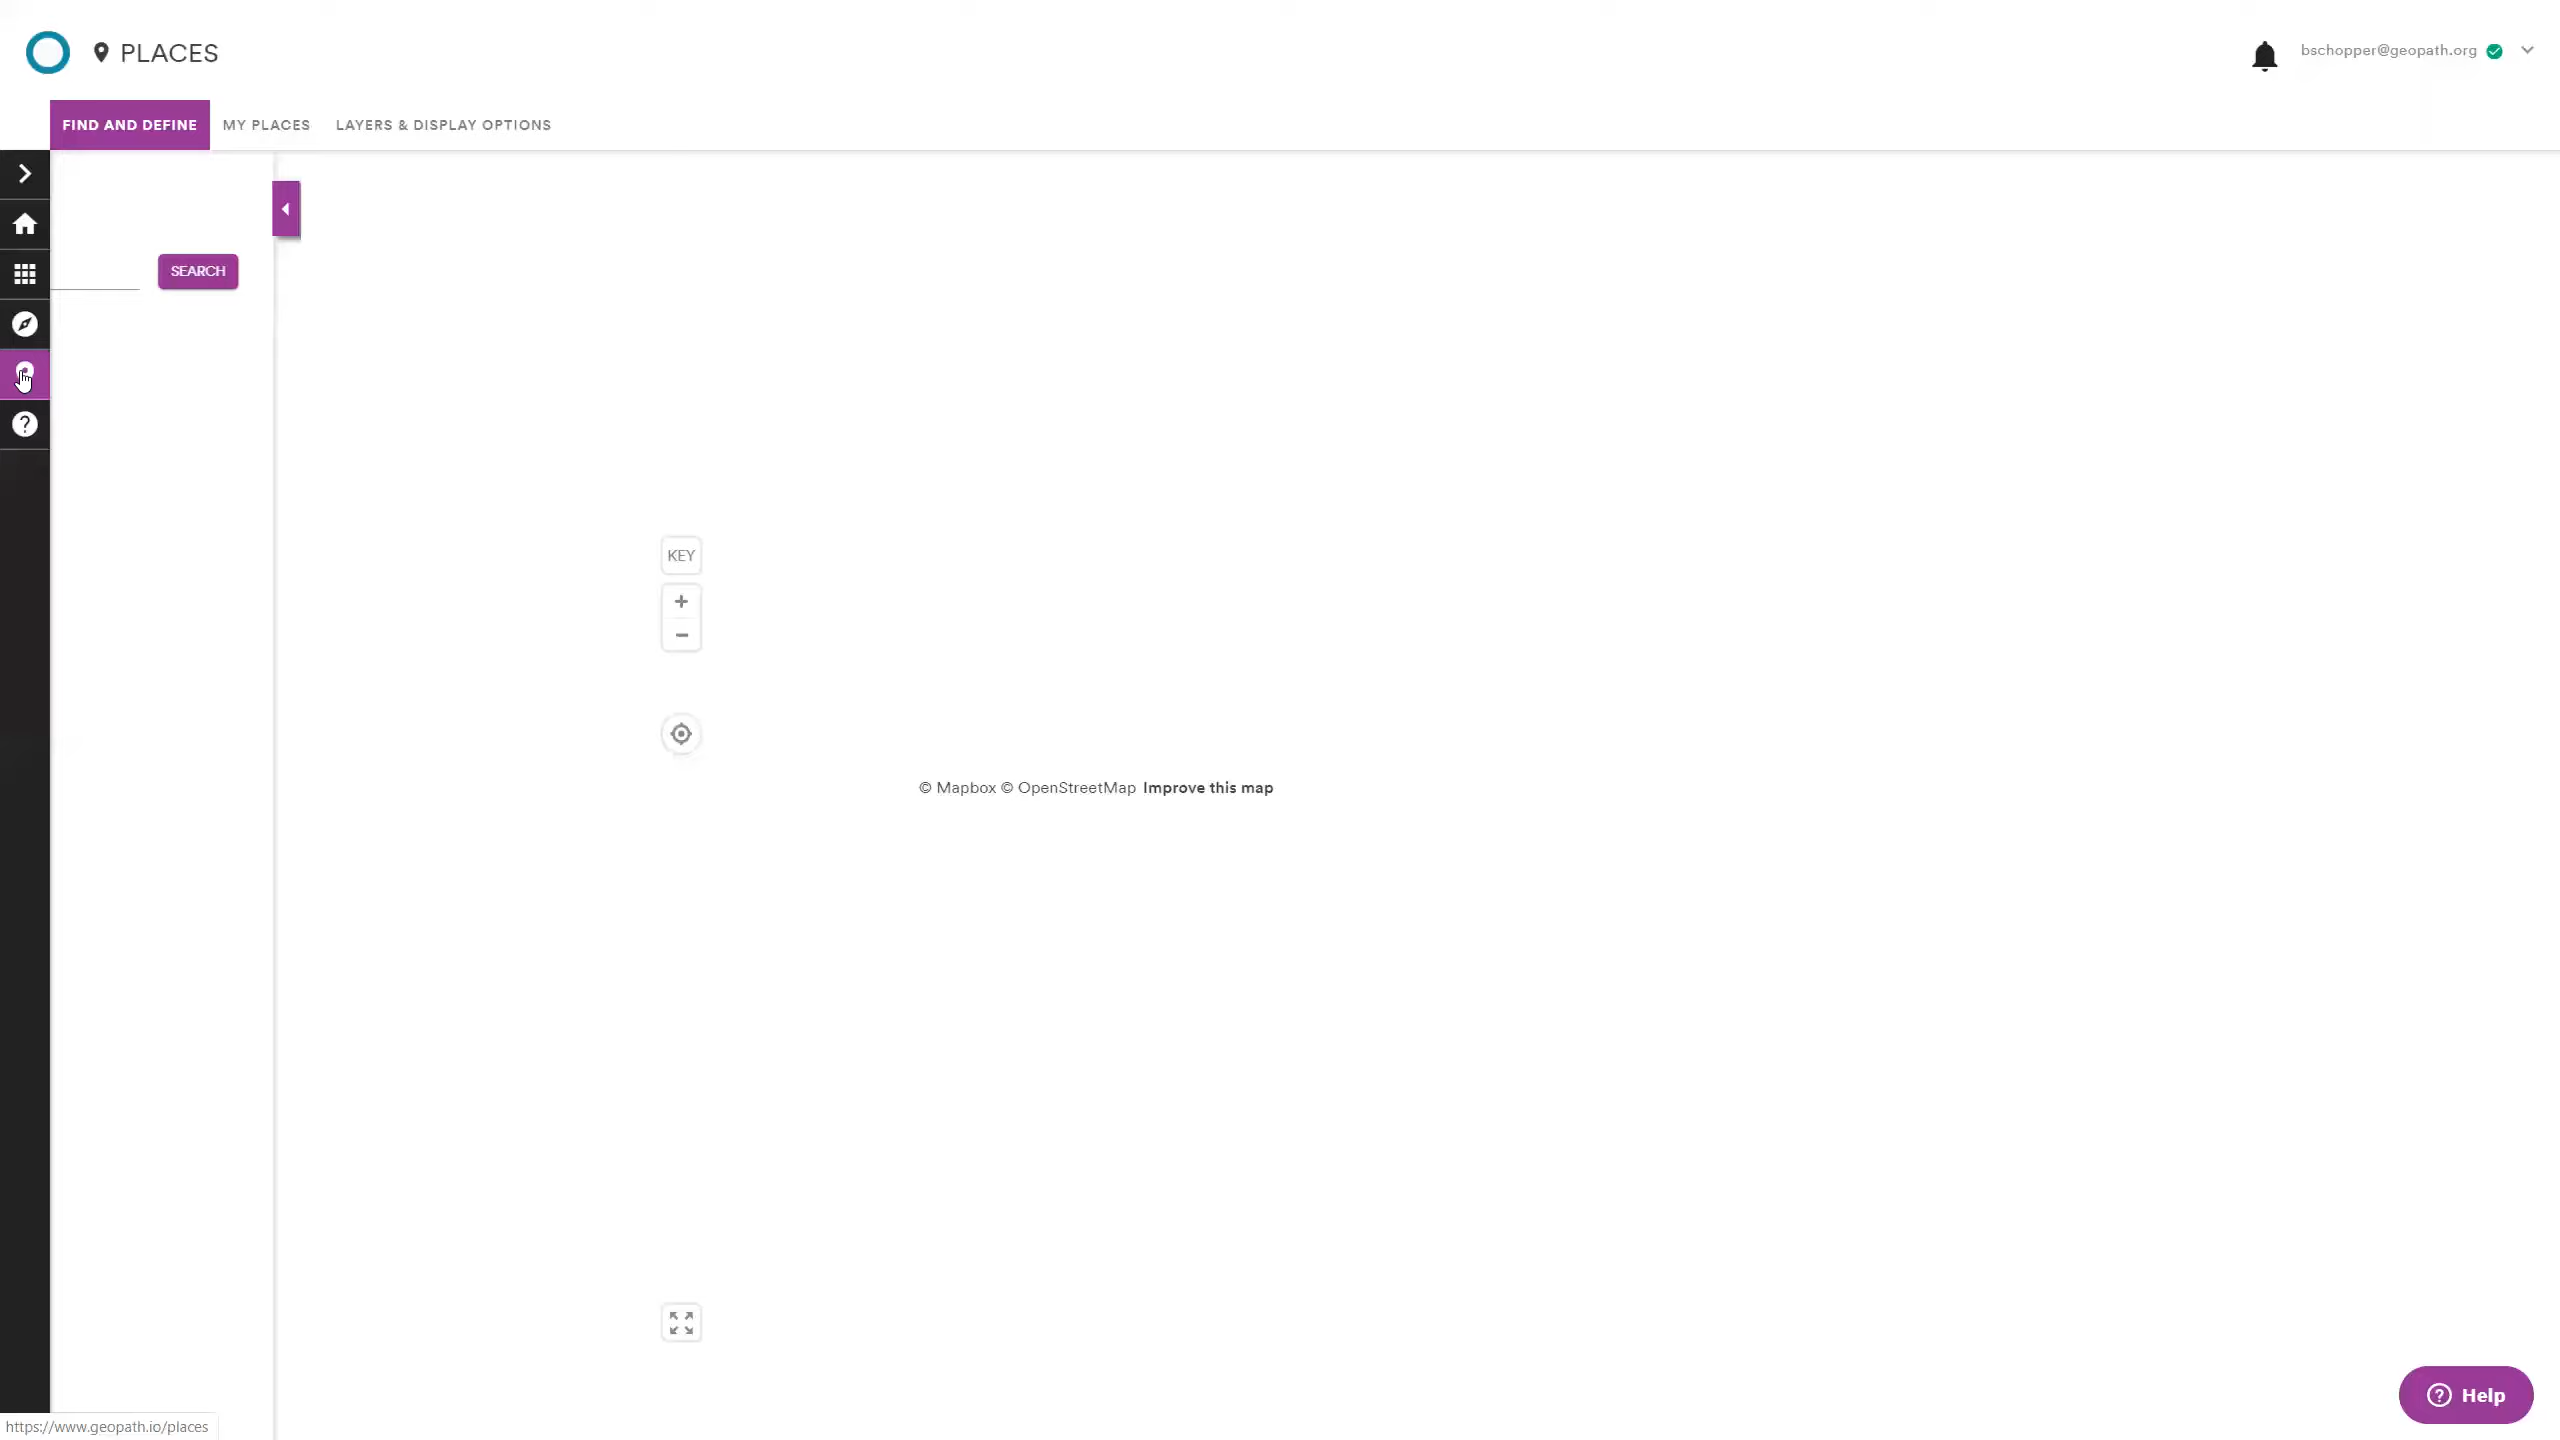 PLACES
bschopper@geopath.org
FIND AND DEFINE
MY PLACES
LAYERS & DISPLAY OPTIONS
SEARCH
KEY
© Mapbox © OpenStreetMap Improve this map
Help
https://www.geopath.io/places